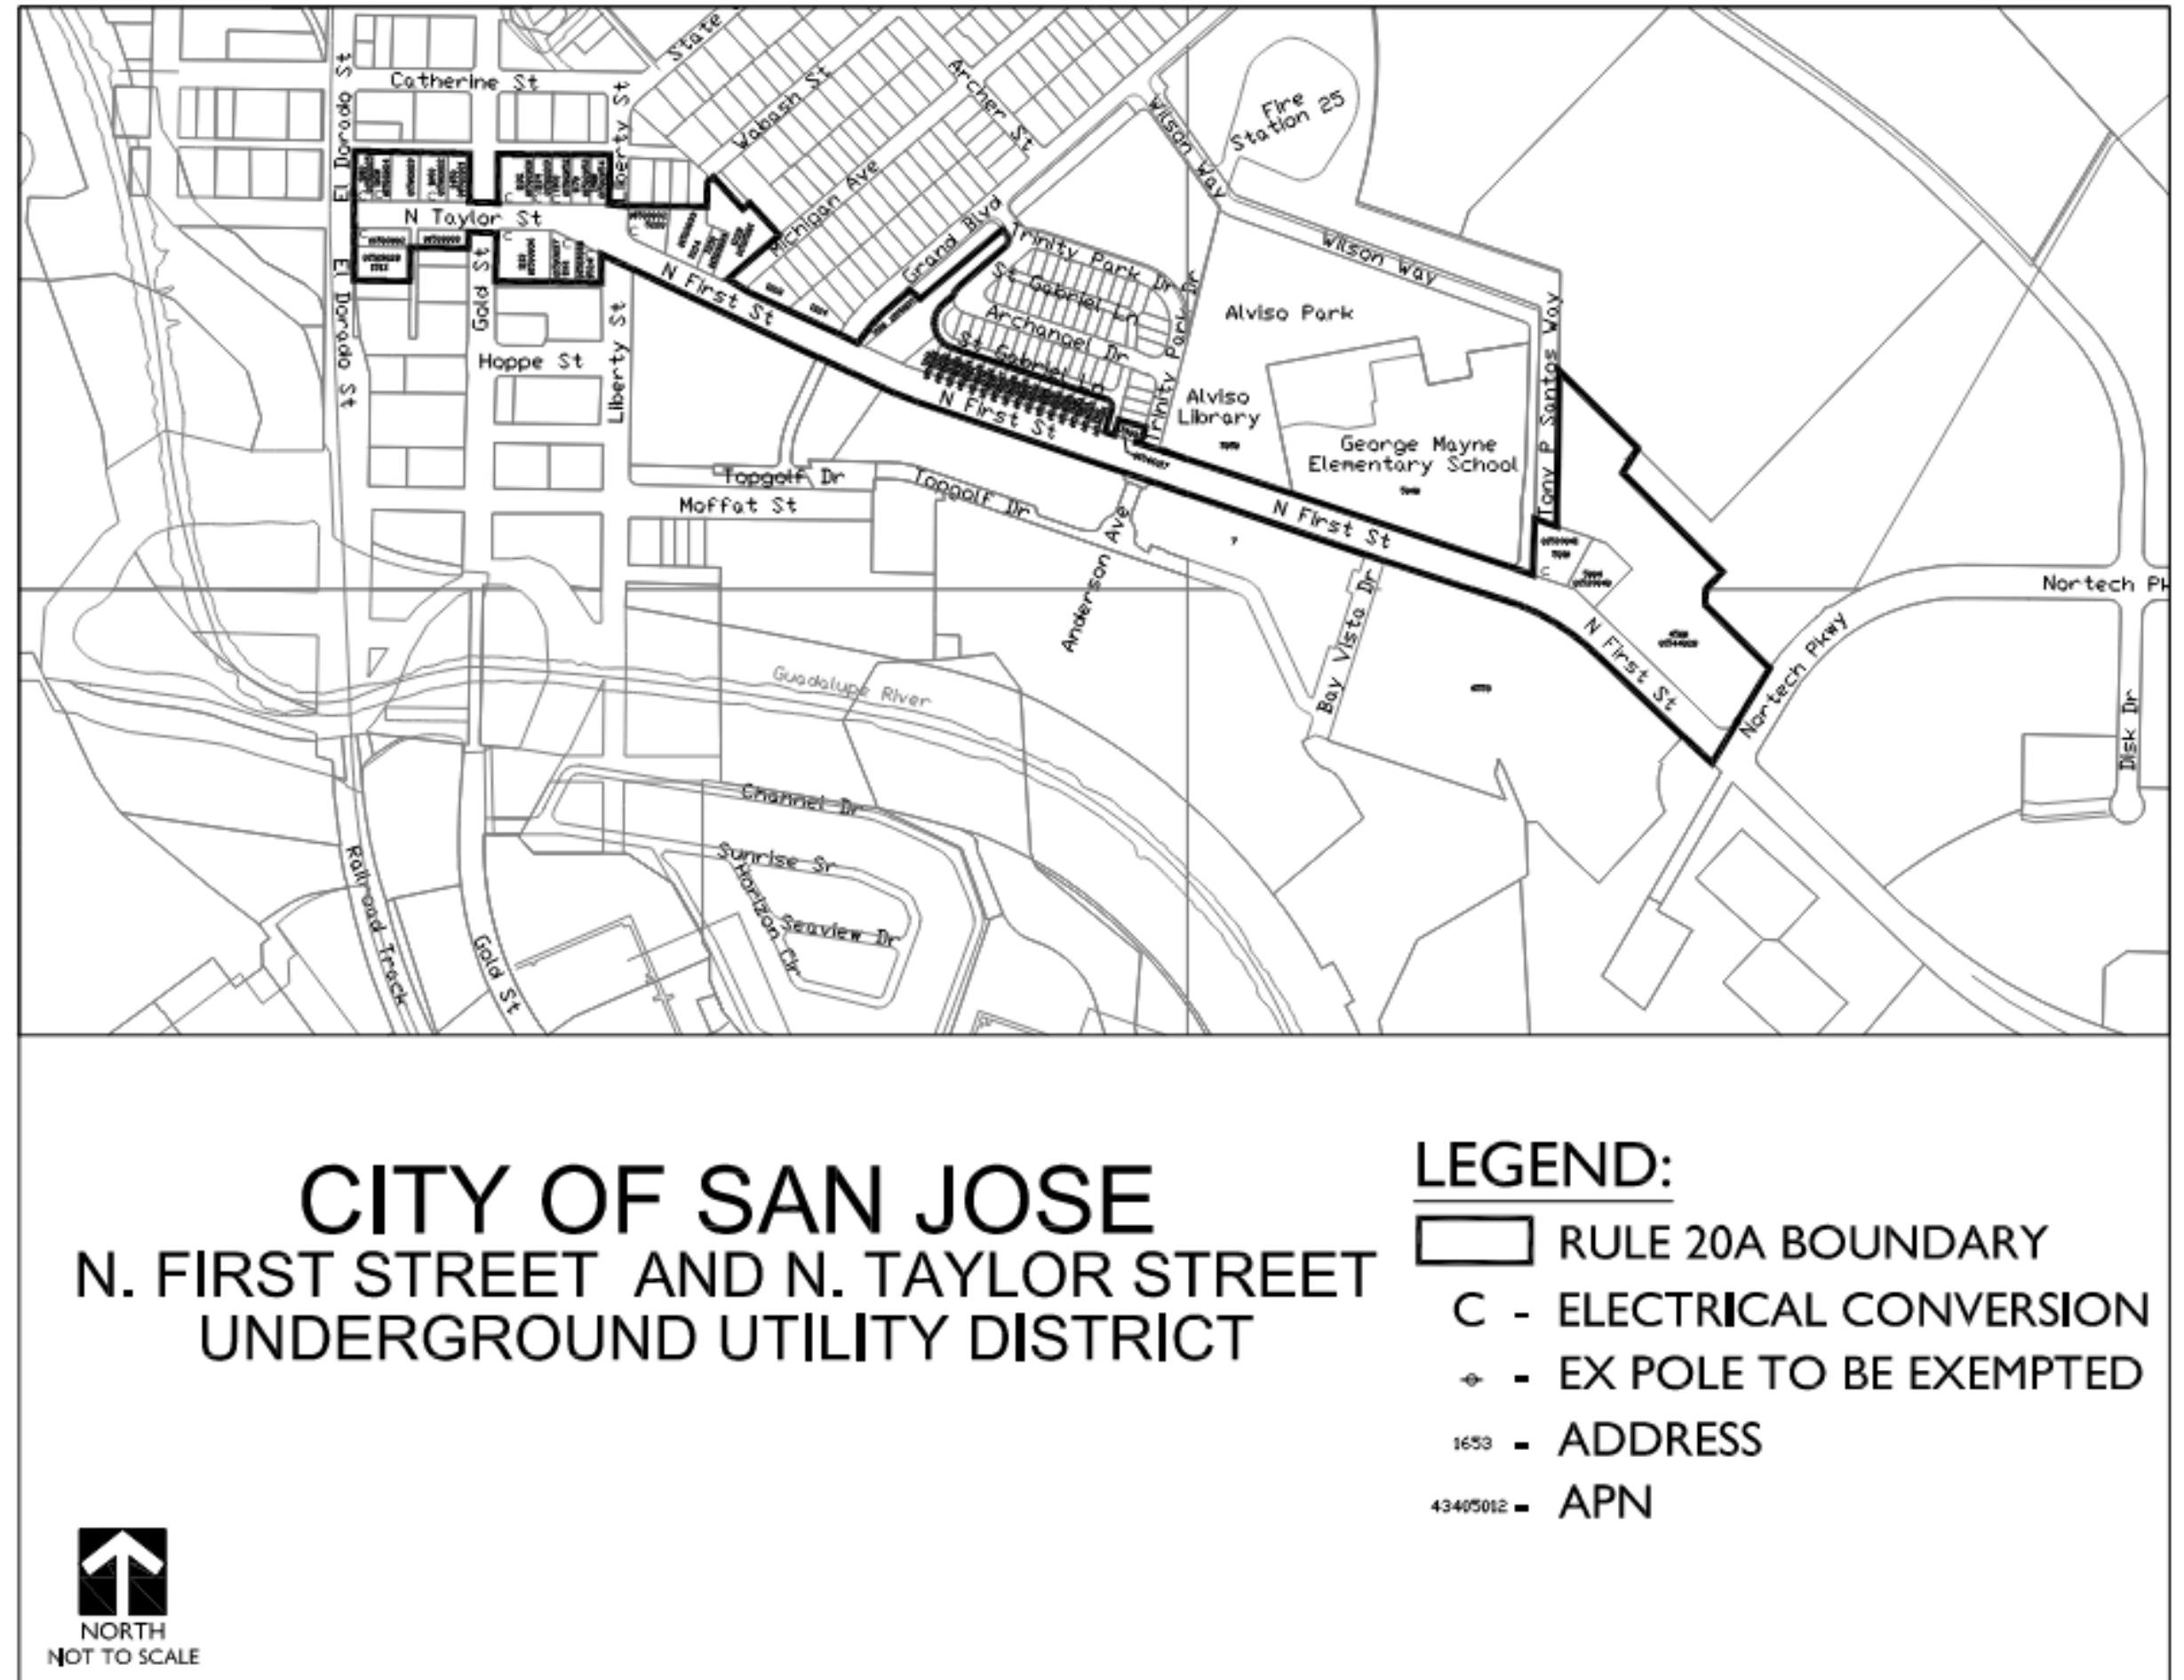 State
Catherine St
El Dorado St
Liberty St
Wabash St
Archer St
Wilson Way
Fire
Station 25
Michigan Ave
N Taylor St
Grand Blvd
Trinity Park Dr
Wilson Way
El Dorado St
Gold St
N First St
St Gabriel Ln
Archangel Dr
St Gabriel Ln
Trinity Park Dr
Alviso Park
Tony P Santos Way
Hoppe St
Liberty St
N First St
Alviso
Library
George Mayne
Elementary School
Topgolf Dr
Topgolf Dr
Moffat St
N First St
Anderson Ave
?
Bay Vista Dr
Nortech Pk
N First St
Nortech Pkwy
Guadalupe River
Disk Dr
Channel Dr
Sunrise Sr
Horizon Cir
Seaview Dr
Railroad Track
Gold St
CITY OF SAN JOSE
N. FIRST STREET AND N. TAYLOR STREET
UNDERGROUND UTILITY DISTRICT
LEGEND:
RULE 20A BOUNDARY
C - ELECTRICAL CONVERSION
- EX POLE TO BE EXEMPTED
1653 - ADDRESS
43405012 - APN
NORTH
NOT TO SCALE